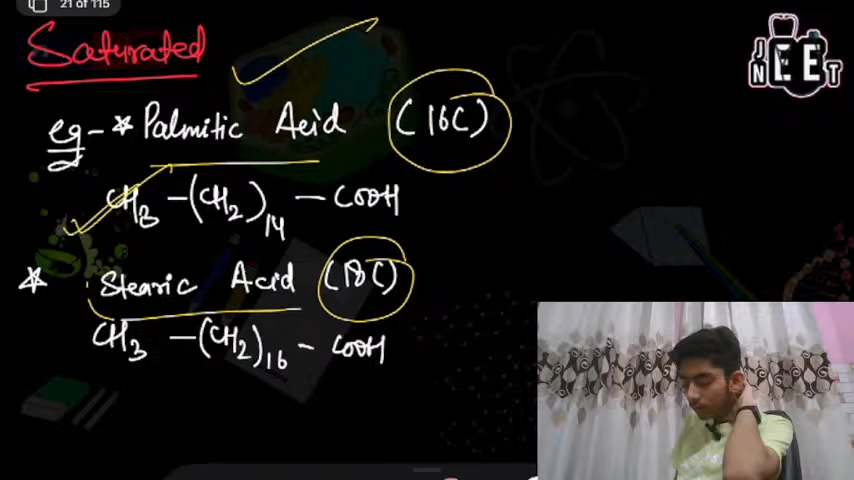 21 of 115
Saturated
eg - * Palmitic Acid (16C)
CH3 - (CH2)14 - COOH
* Stearic Acid (18C)
CH3 - (CH2)16 - COOH
J
NEET